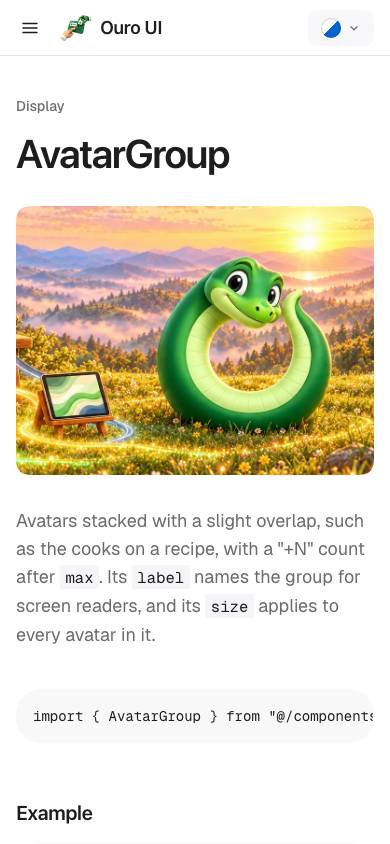 Ouro UI
Display
AvatarGroup
Avatars stacked with a slight overlap, such
as the cooks on a recipe, with a "+N" count
after max. Its label names the group for
screen readers, and its size applies to
every avatar in it.
import { AvatarGroup } from "@/components
Example